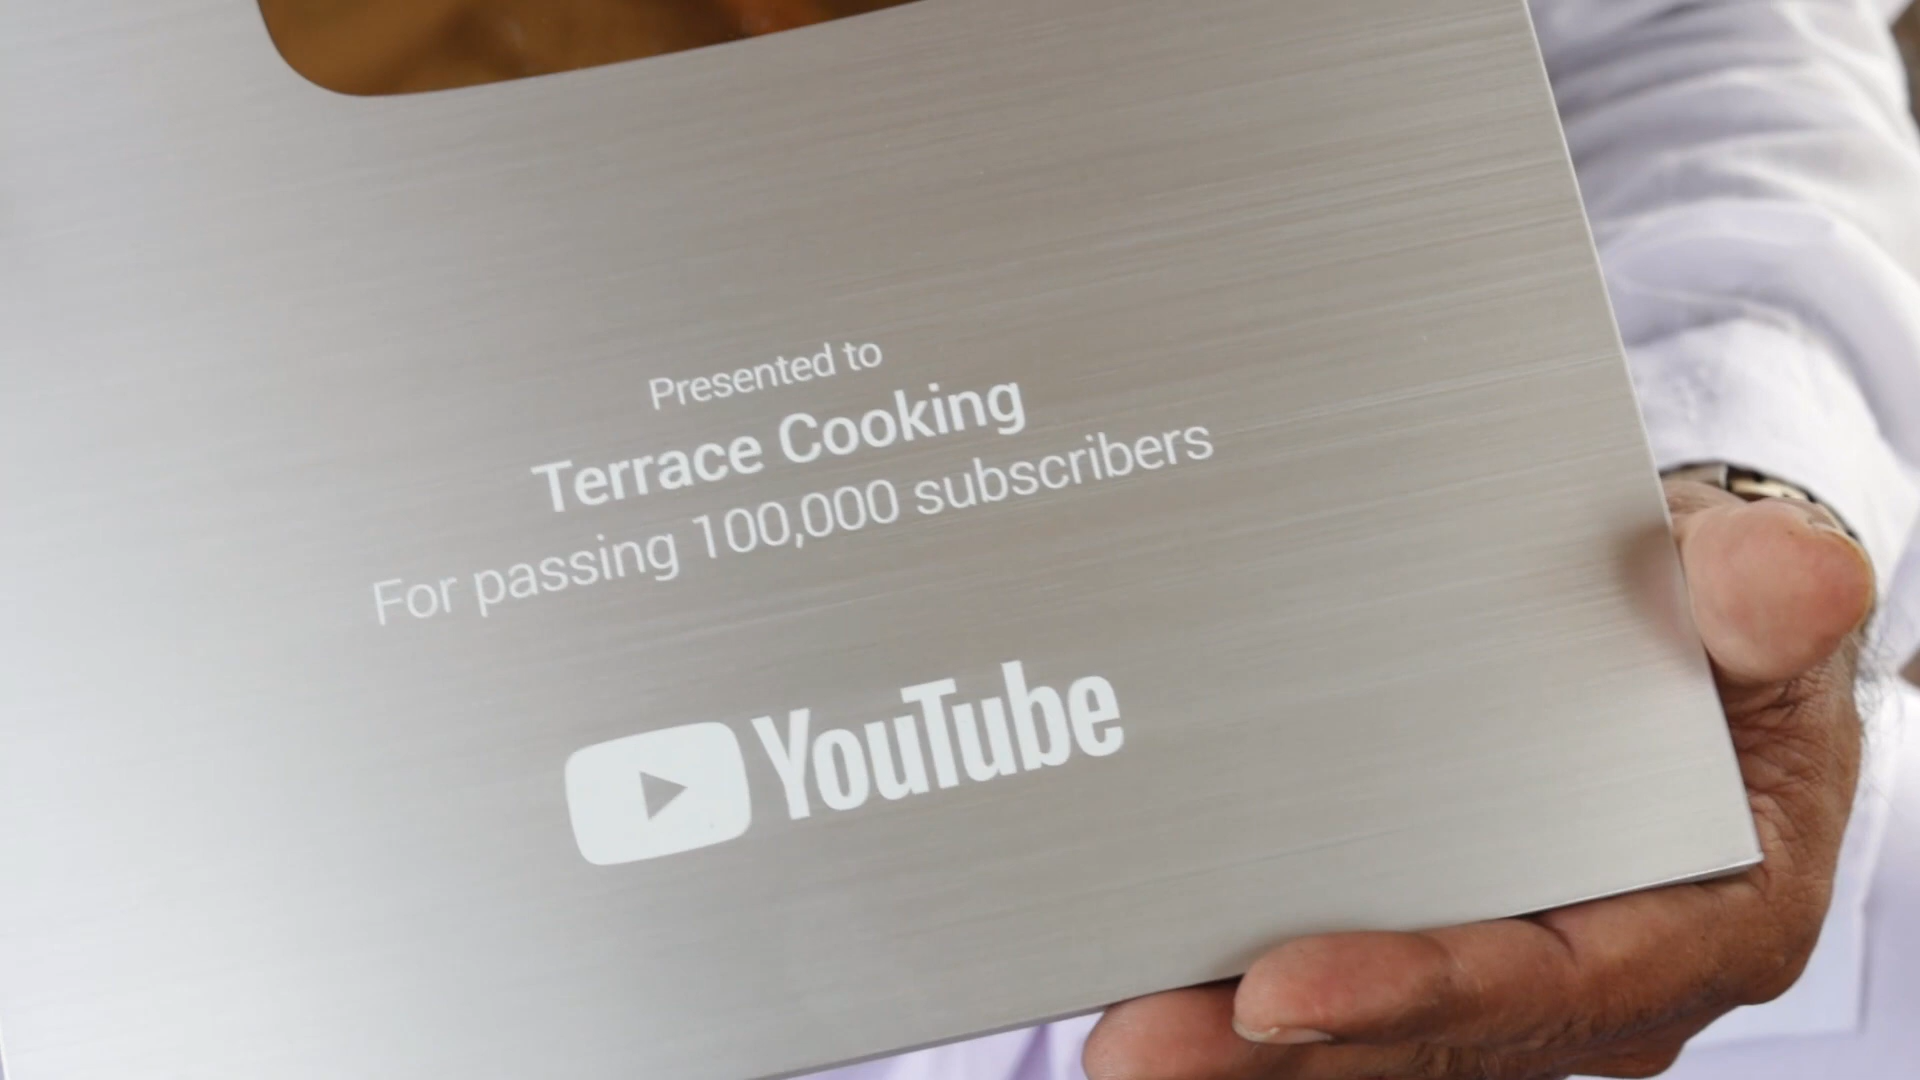 Presented to
Terrace Cooking
For passing 100,000 subscribers
YouTube